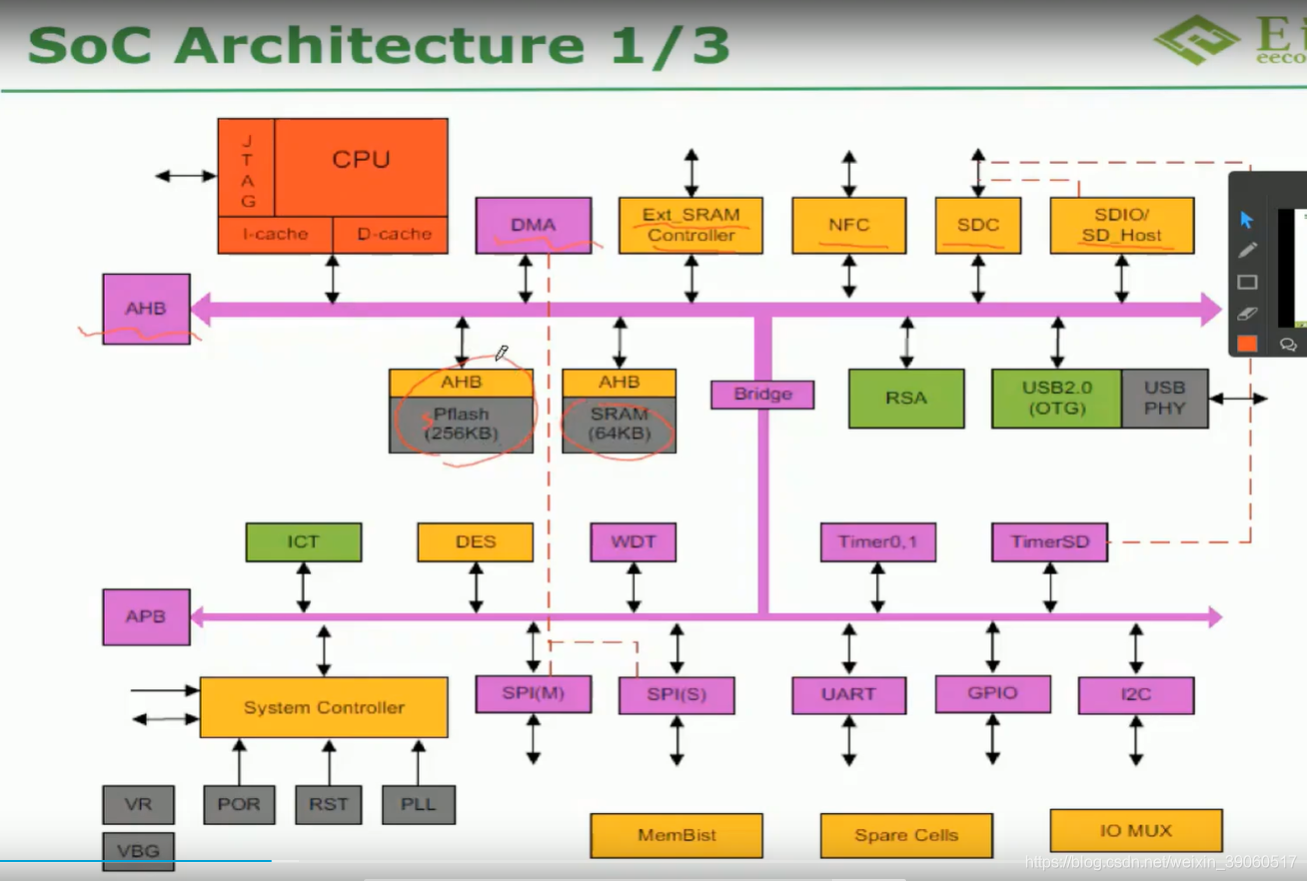 SoC Architecture 1/3
eeco
J
T
A
G
CPU
I-cache
D-cache
DMA
Ext_SRAM
Controller
NFC
SDC
SDIO/
SD_Host
AHB
AHB
Pflash
(256KB)
AHB
SRAM
(64KB)
Bridge
RSA
USB2.0
(OTG)
USB
PHY
ICT
DES
WDT
Timer0,1
TimerSD
APB
System Controller
SPI(M)
SPI(S)
UART
GPIO
I2C
VR
POR
RST
PLL
VBG
MemBist
Spare Cells
IO MUX
https://blog.csdn.net/weixin_39060517